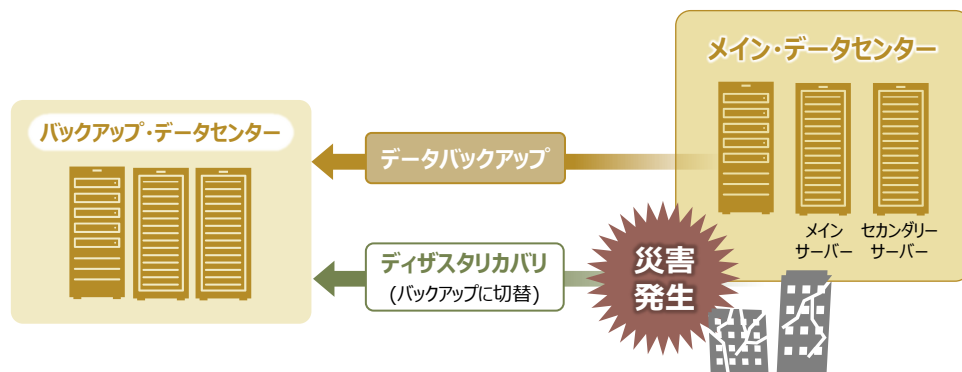 メイン・データセンター
バックアップ・データセンター
データバックアップ
メイン
サーバー
セカンダリー
サーバー
ディザスタリカバリ
(バックアップに切替)
災害
発生